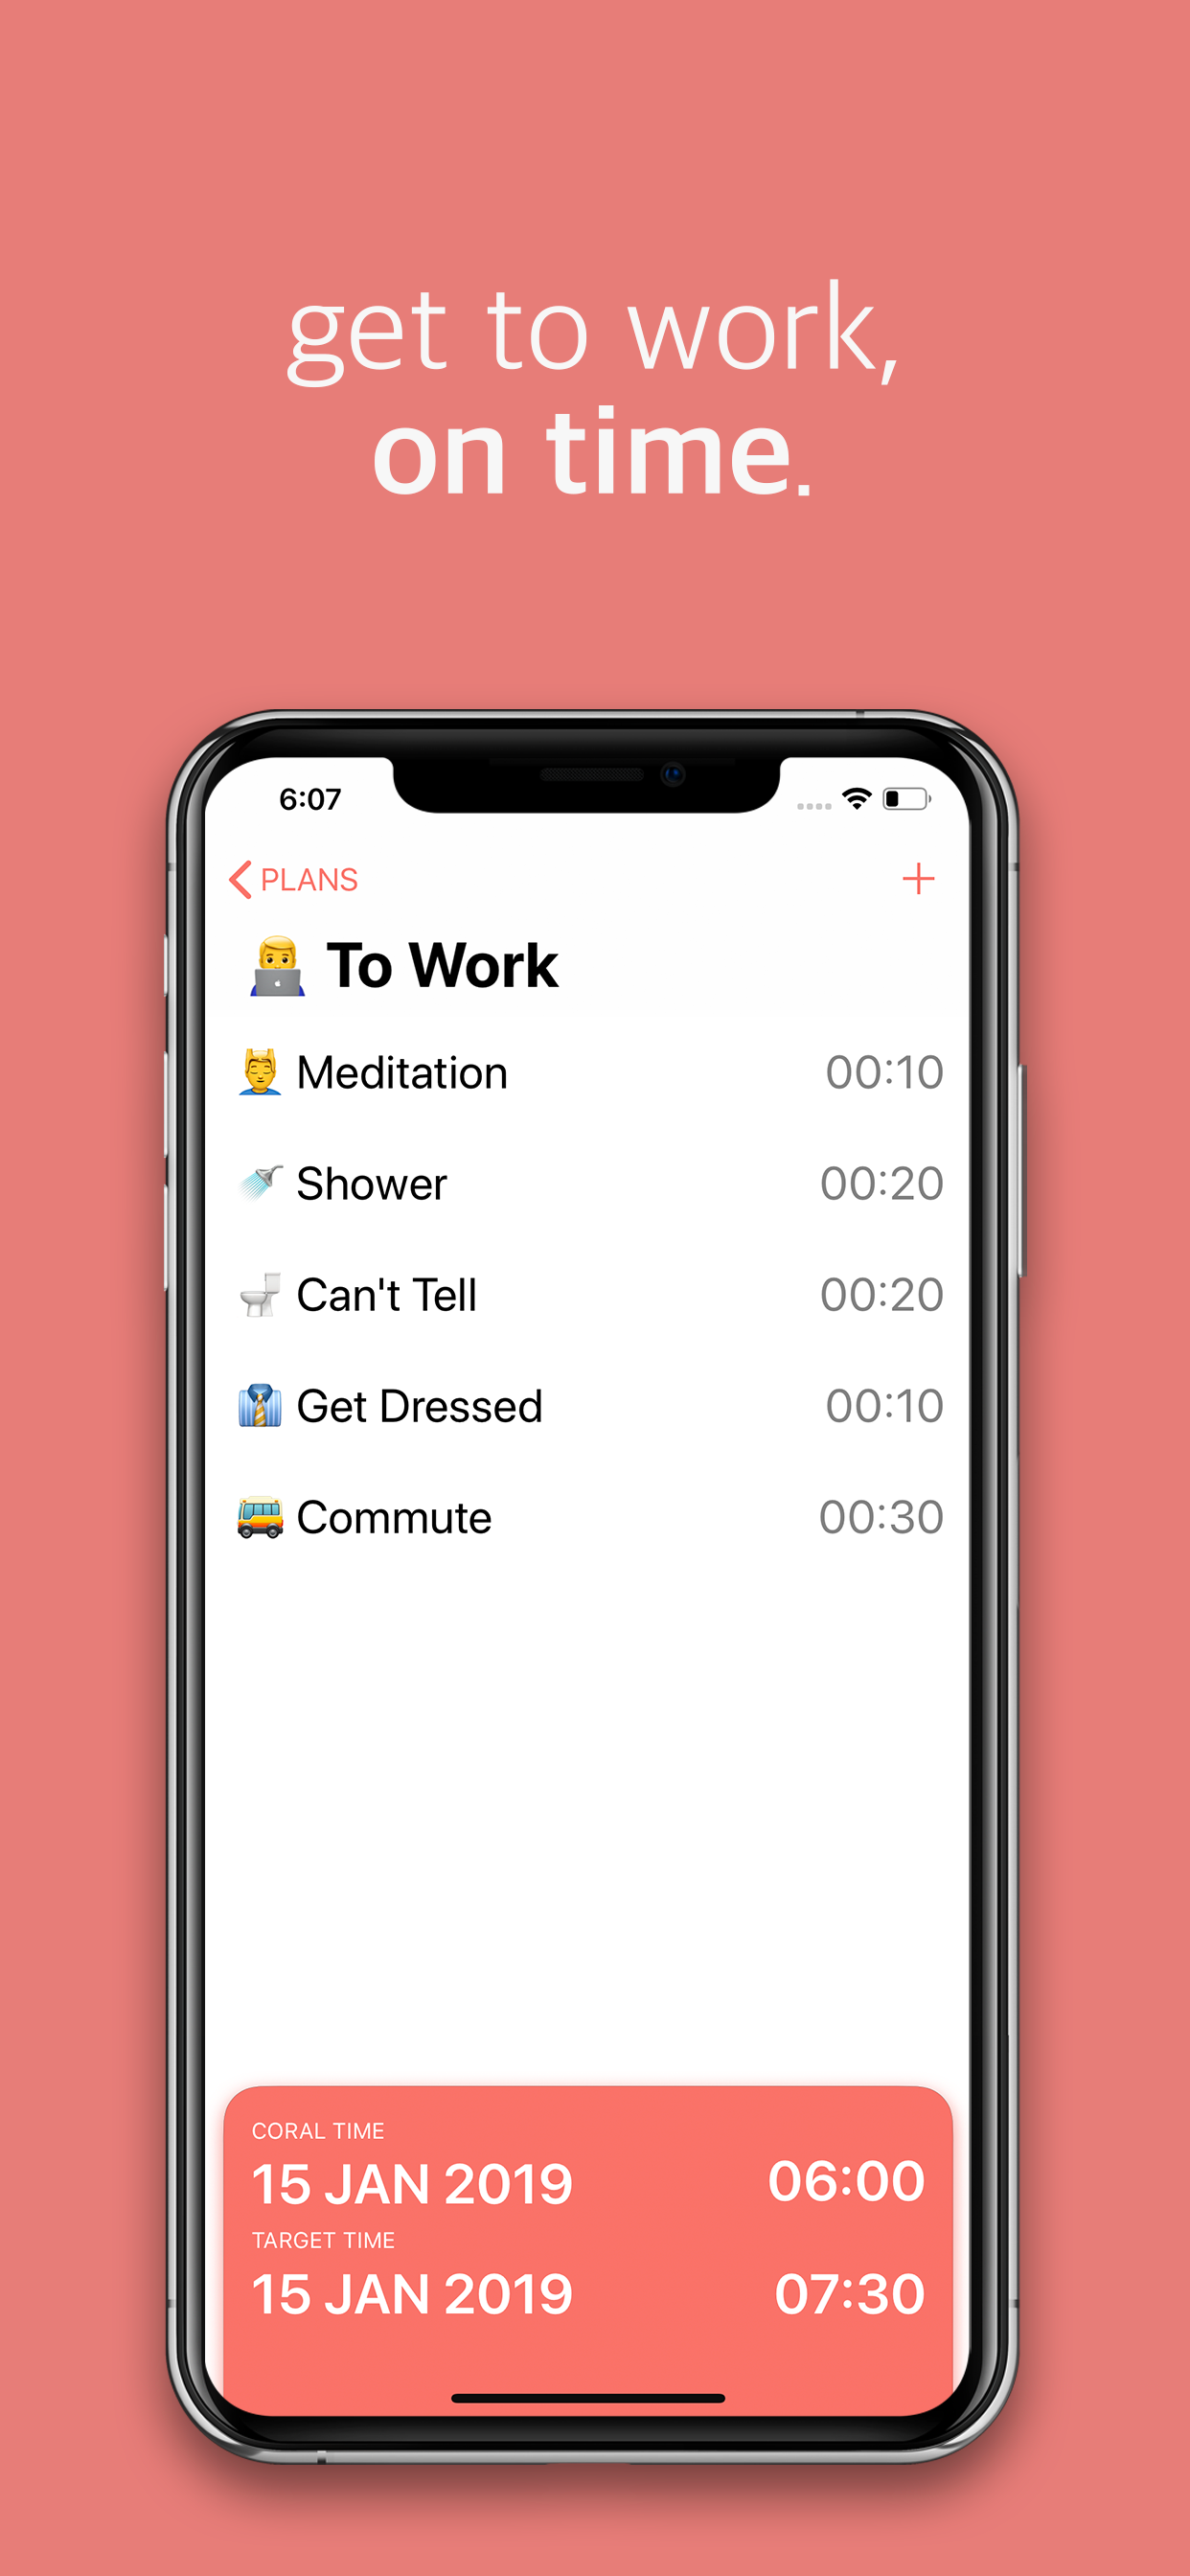 get to work,
on time.
6:07
PLANS
To Work
Meditation 00:10
Shower 00:20
Can't Tell 00:20
Get Dressed 00:10
Commute 00:30
CORAL TIME
15 JAN 2019 06:00
TARGET TIME
15 JAN 2019 07:30